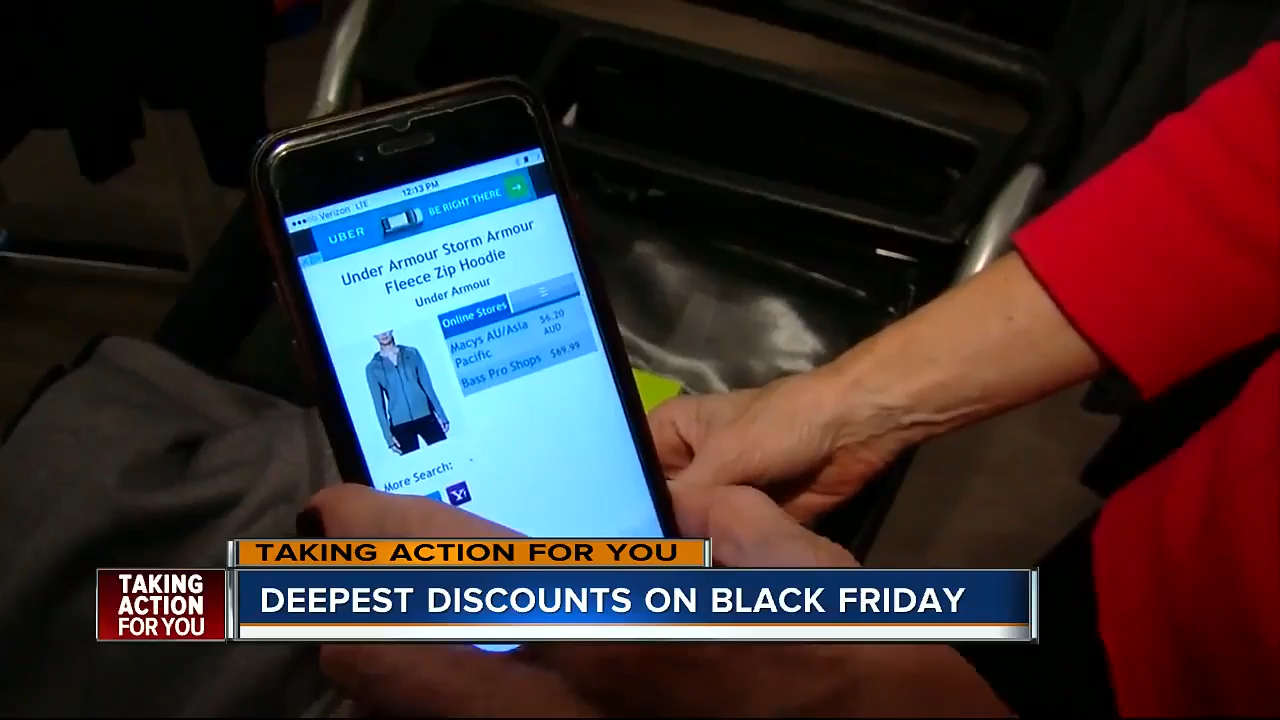 ●●●○○ Verizon LTE
12:13 PM
UBER
BE RIGHT THERE
Under Armour Storm Armour
Fleece Zip Hoodie
Under Armour
Online Stores
Macys AU/Asia
Pacific
56.20
AUD
Bass Pro Shops
$69.99
More Search:
Y!
TAKING ACTION FOR YOU
TAKING
ACTION
FOR YOU
DEEPEST DISCOUNTS ON BLACK FRIDAY